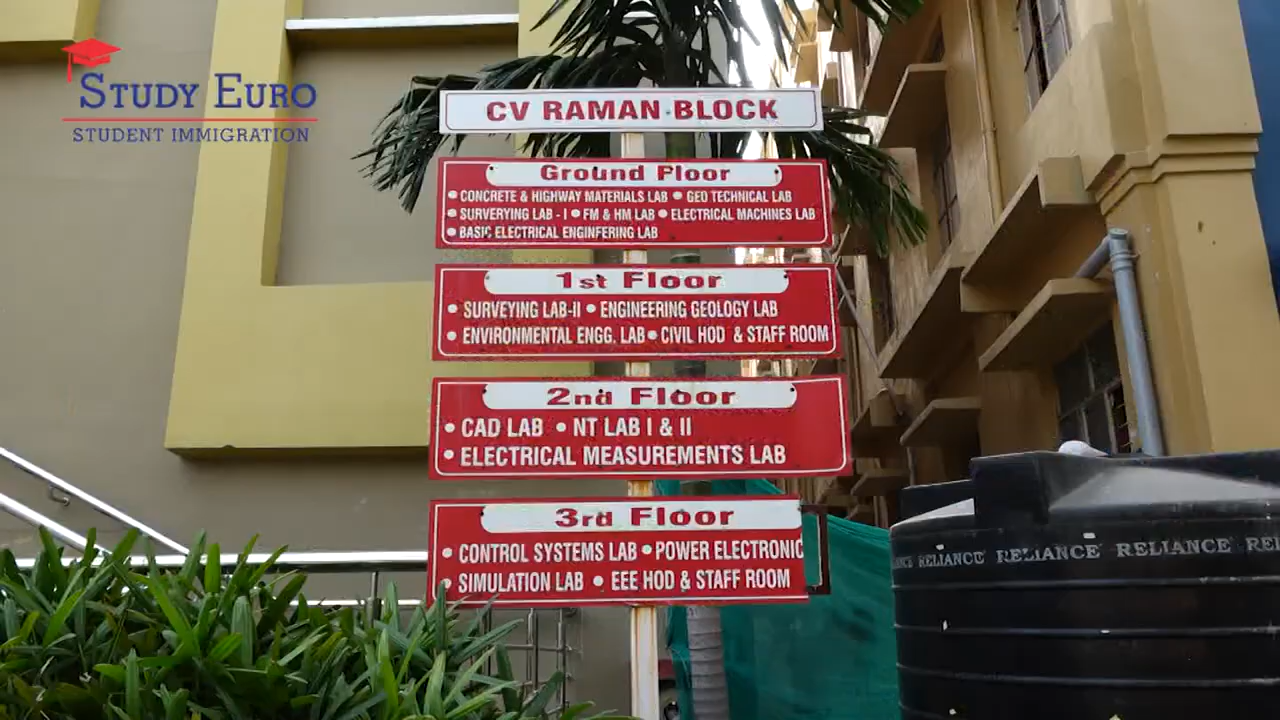 STUDY EURO
STUDENT IMMIGRATION
CV RAMAN BLOCK
Ground Floor
• CONCRETE & HIGHWAY MATERIALS LAB • GEO TECHNICAL LAB
• SURVERYING LAB - I • FM & HM LAB • ELECTRICAL MACHINES LAB
• BASIC ELECTRICAL ENGINFERING LAB
1st Floor
• SURVEYING LAB-II • ENGINEERING GEOLOGY LAB
• ENVIRONMENTAL ENGG. LAB • CIVIL HOD & STAFF ROOM
2nd Floor
• CAD LAB • NT LAB I & II
• ELECTRICAL MEASUREMENTS LAB
3rd Floor
• CONTROL SYSTEMS LAB • POWER ELECTRONIC
• SIMULATION LAB • EEE HOD & STAFF ROOM
RELIANCE RELIANCE RELIANCE REL